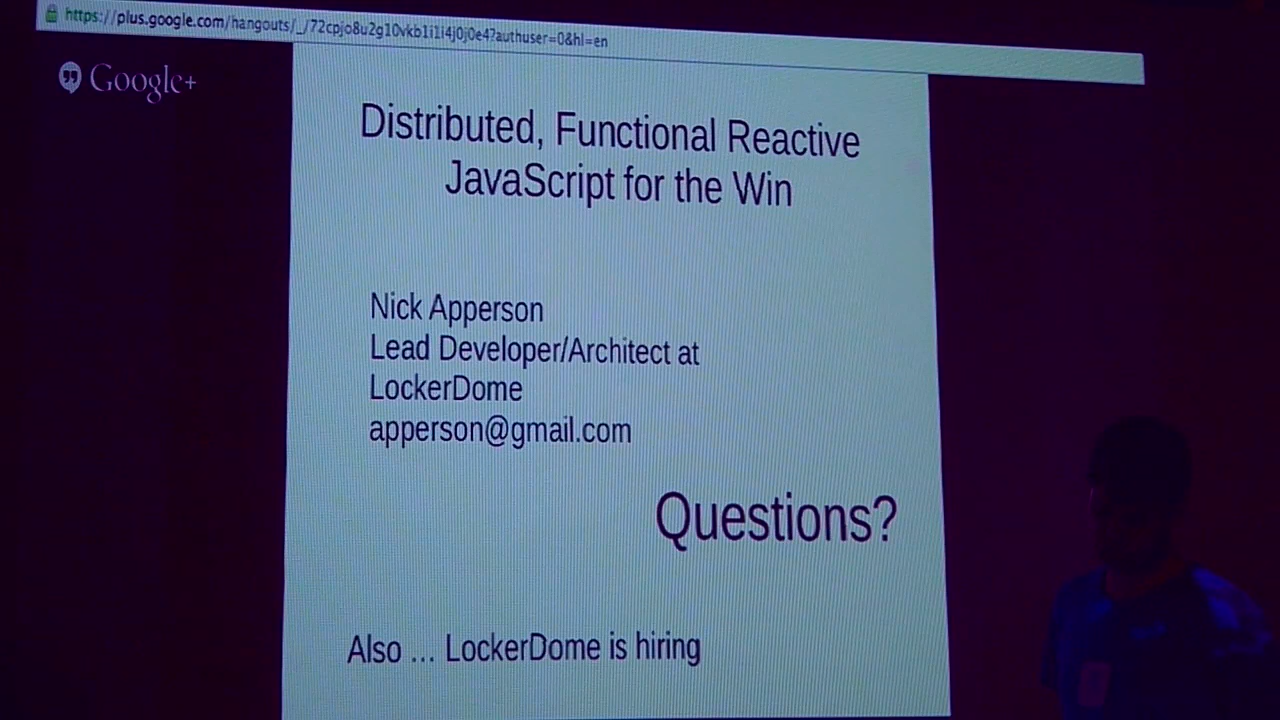 https://plus.google.com/hangouts/_/72cpjo8u2g10vkb1i1i4j0j0e4?authuser=0&hl=en
Google+
Distributed, Functional Reactive
JavaScript for the Win
Nick Apperson
Lead Developer/Architect at
LockerDome
apperson@gmail.com
Questions?
Also ... LockerDome is hiring